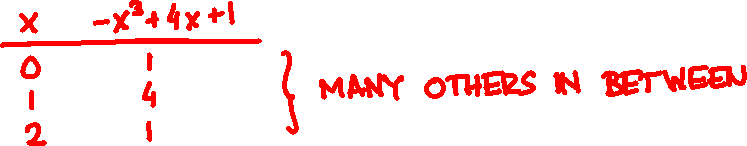 x -x³+4x+1
0 1
1 4 MANY OTHERS IN BETWEEN
2 1